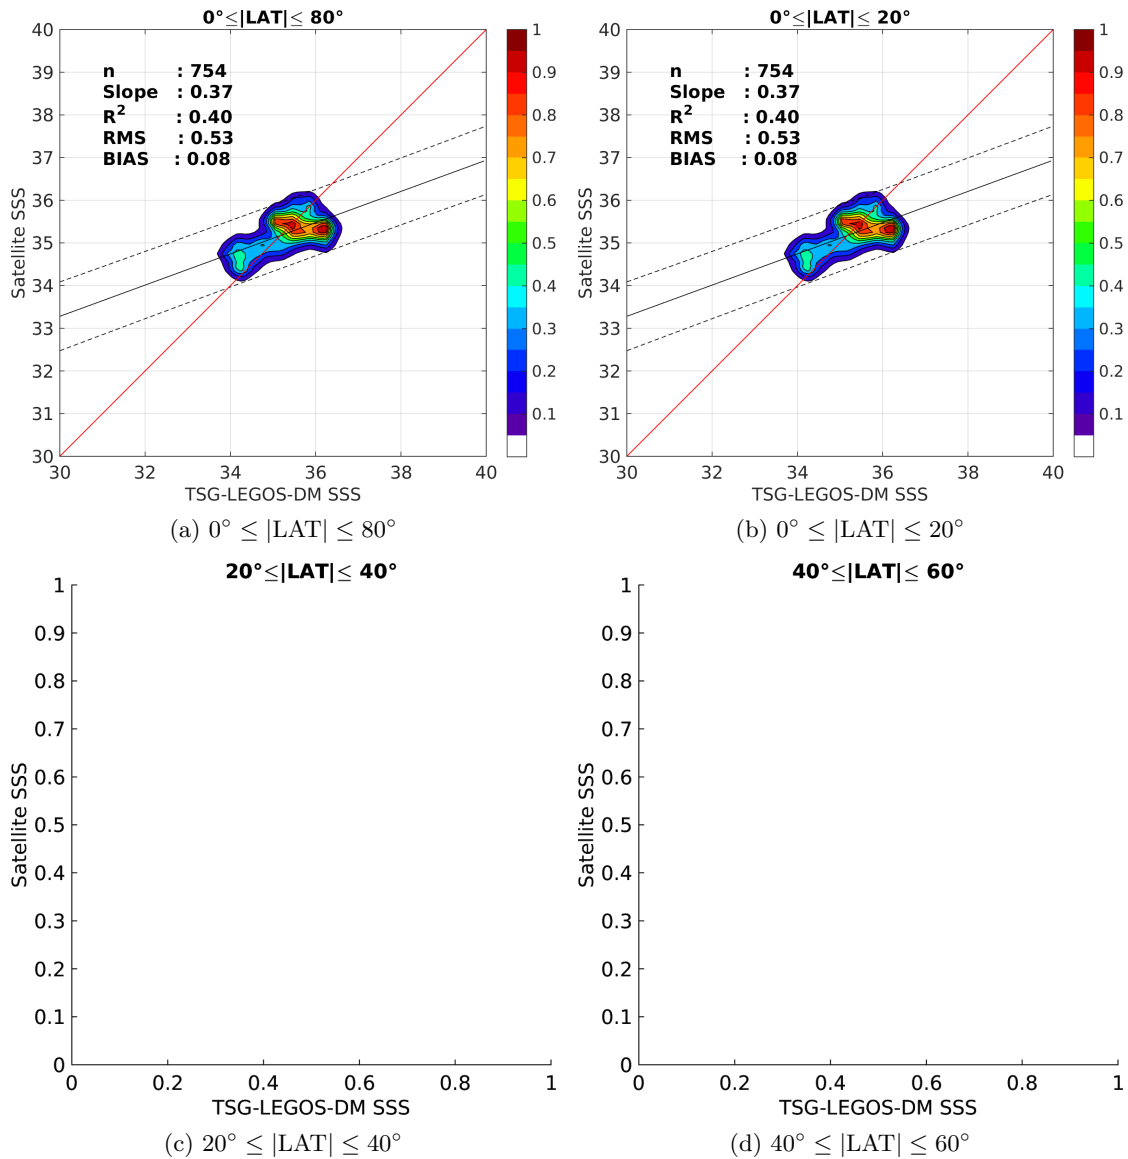 0°≤|LAT|≤ 80°
n : 754
Slope : 0.37
R² : 0.40
RMS : 0.53
BIAS : 0.08
Satellite SSS
40
39
38
37
36
35
34
33
32
31
30
30 32 34 36 38 40
TSG-LEGOS-DM SSS
1
0.9
0.8
0.7
0.6
0.5
0.4
0.3
0.2
0.1
(a) 0° ≤ |LAT| ≤ 80°
0°≤|LAT|≤ 20°
n : 754
Slope : 0.37
R² : 0.40
RMS : 0.53
BIAS : 0.08
Satellite SSS
40
39
38
37
36
35
34
33
32
31
30
30 32 34 36 38 40
TSG-LEGOS-DM SSS
1
0.9
0.8
0.7
0.6
0.5
0.4
0.3
0.2
0.1
(b) 0° ≤ |LAT| ≤ 20°
20°≤|LAT|≤ 40°
Satellite SSS
1
0.9
0.8
0.7
0.6
0.5
0.4
0.3
0.2
0.1
0
0 0.2 0.4 0.6 0.8 1
TSG-LEGOS-DM SSS
(c) 20° ≤ |LAT| ≤ 40°
40°≤|LAT|≤ 60°
Satellite SSS
1
0.9
0.8
0.7
0.6
0.5
0.4
0.3
0.2
0.1
0
0 0.2 0.4 0.6 0.8 1
TSG-LEGOS-DM SSS
(d) 40° ≤ |LAT| ≤ 60°